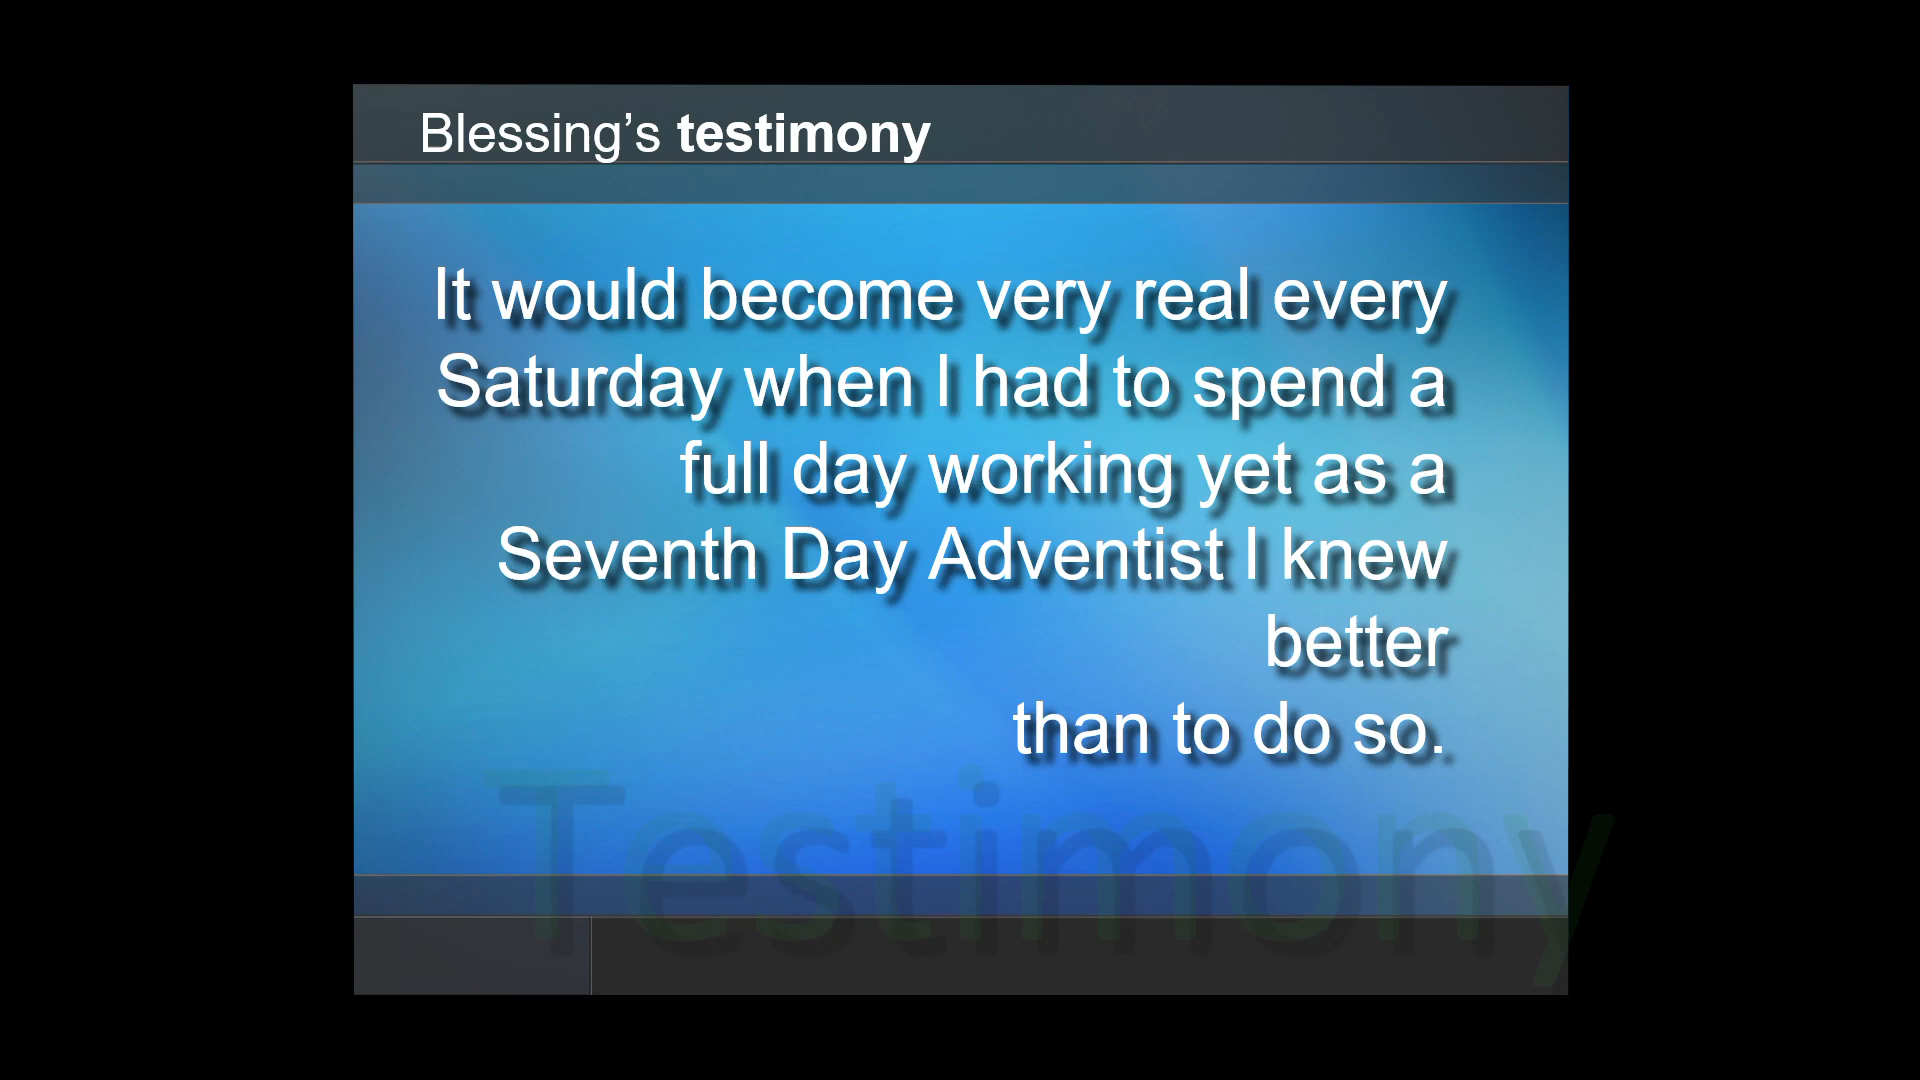 Blessing’s testimony
It would become very real every
Saturday when I had to spend a
full day working yet as a
Seventh Day Adventist I knew
better
than to do so.
Testimony